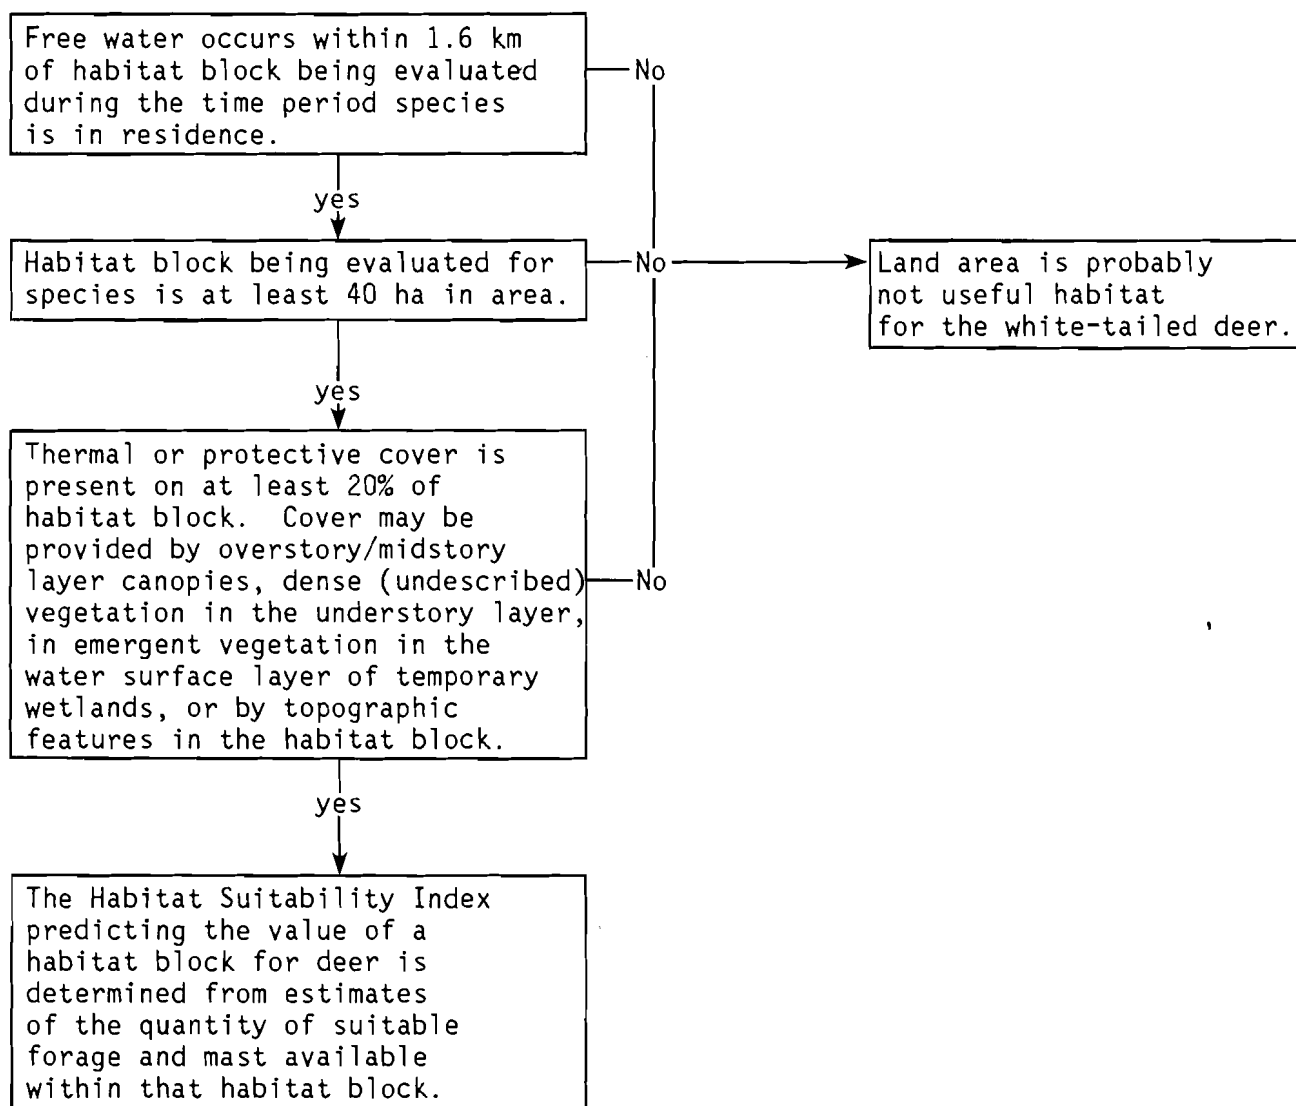 Free water occurs within 1.6 km
of habitat block being evaluated
during the time period species
is in residence.
No
yes
Habitat block being evaluated for
species is at least 40 ha in area.
No
Land area is probably
not useful habitat
for the white-tailed deer.
yes
Thermal or protective cover is
present on at least 20% of
habitat block.  Cover may be
provided by overstory/midstory
layer canopies, dense (undescribed)
vegetation in the understory layer,
in emergent vegetation in the
water surface layer of temporary
wetlands, or by topographic
features in the habitat block.
No
yes
The Habitat Suitability Index
predicting the value of a
habitat block for deer is
determined from estimates
of the quantity of suitable
forage and mast available
within that habitat block.